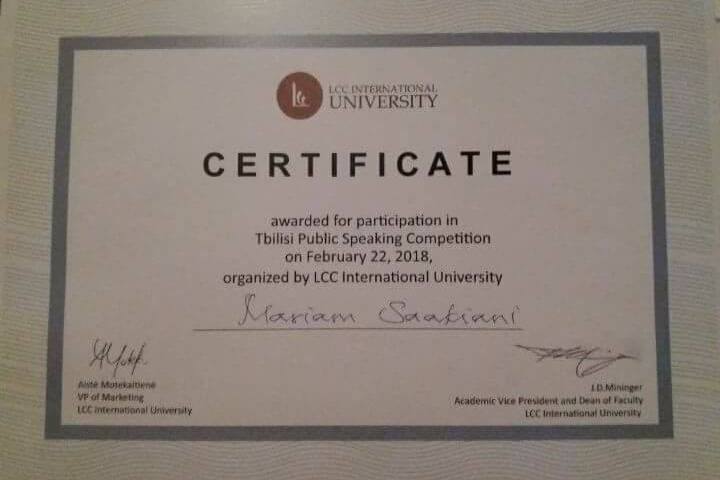 LCC INTERNATIONAL
UNIVERSITY
CERTIFICATE
awarded for participation in
Tbilisi Public Speaking Competition
on February 22, 2018,
organized by LCC International University
Mariam Saakiani
Aistė Motekaitienė
VP of Marketing
LCC International University
J.D.Mininger
Academic Vice President and Dean of Faculty
LCC International University